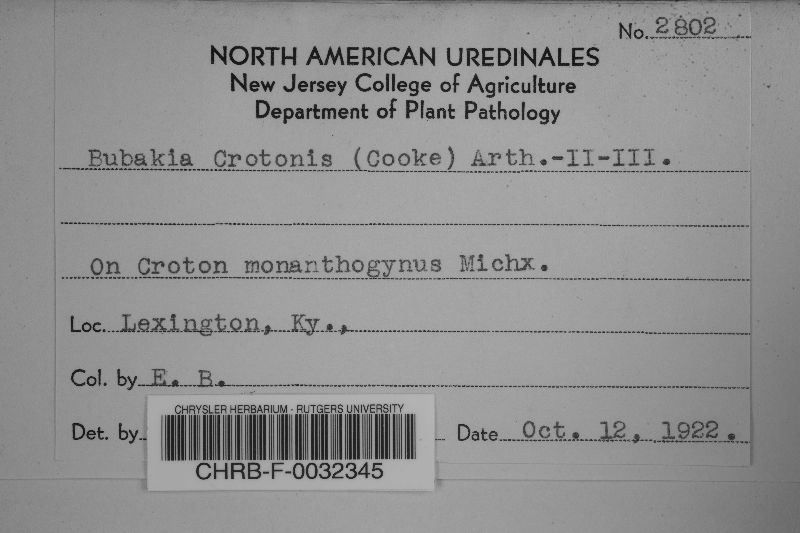 No. 2802
NORTH AMERICAN UREDINALES
New Jersey College of Agriculture
Department of Plant Pathology
Bubakia Crotonis (Cooke) Arth.-II-III.
On Croton monanthogynus Michx.
Loc. Lexington, Ky.,
Col. by E. B.
Det. by Date Oct. 12, 1922.
CHRYSLER HERBARIUM - RUTGERS UNIVERSITY
CHRB-F-0032345